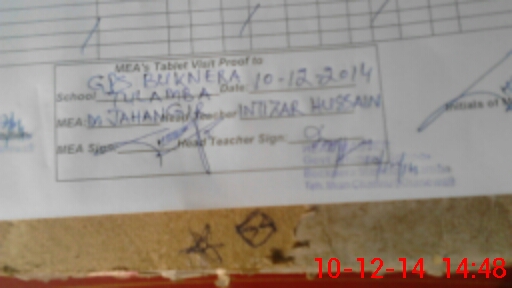 MEA's Tablet Visit Proof to
GPS BUKNERA Date: 10-12-2014
School TULAMBA
MEA: M JAHANGIR Head Teacher INTIZAR HUSSAIN
MEA Sign: Head Teacher Sign:
Initials of M
10-12-14 14:48